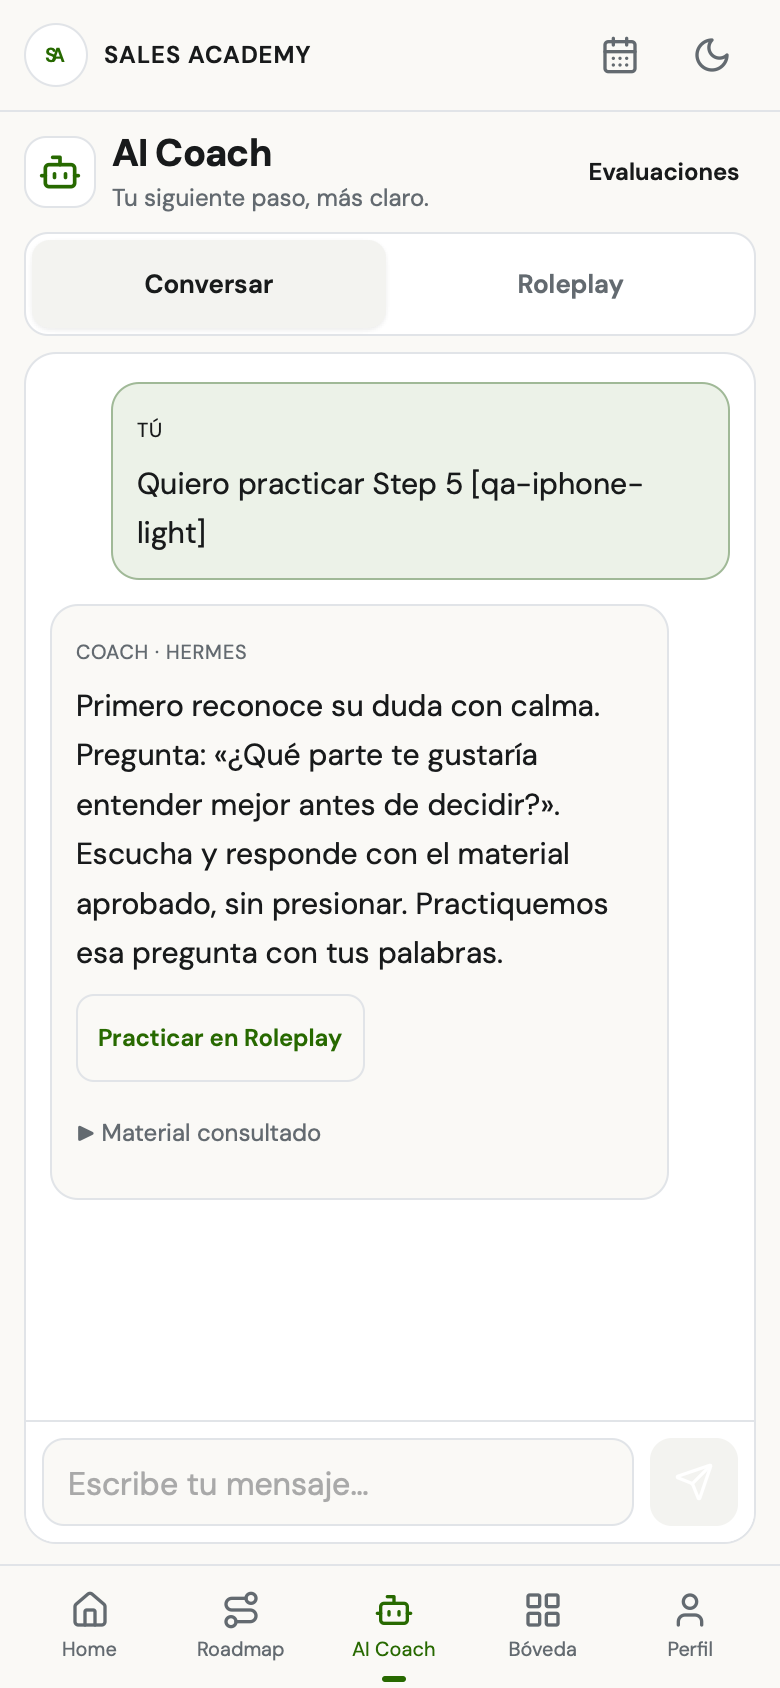 SA
SALES ACADEMY
AI Coach
Tu siguiente paso, más claro.
Evaluaciones
Conversar
Roleplay
TÚ
Quiero practicar Step 5 [qa-iphone-
light]
COACH · HERMES
Primero reconoce su duda con calma.
Pregunta: «¿Qué parte te gustaría
entender mejor antes de decidir?».
Escucha y responde con el material
aprobado, sin presionar. Practiquemos
esa pregunta con tus palabras.
Practicar en Roleplay
Material consultado
Escribe tu mensaje...
Home
Roadmap
AI Coach
Bóveda
Perfil